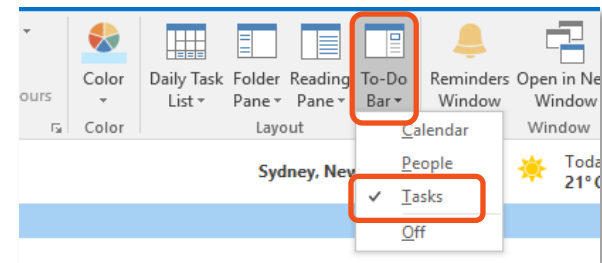 Color Daily Task Folder Reading To-Do Reminders Open in Ne
ours List Pane Pane Bar Window Window
Color Layout Window
Calendar
Sydney, New People Toda
21°C
Tasks
Off